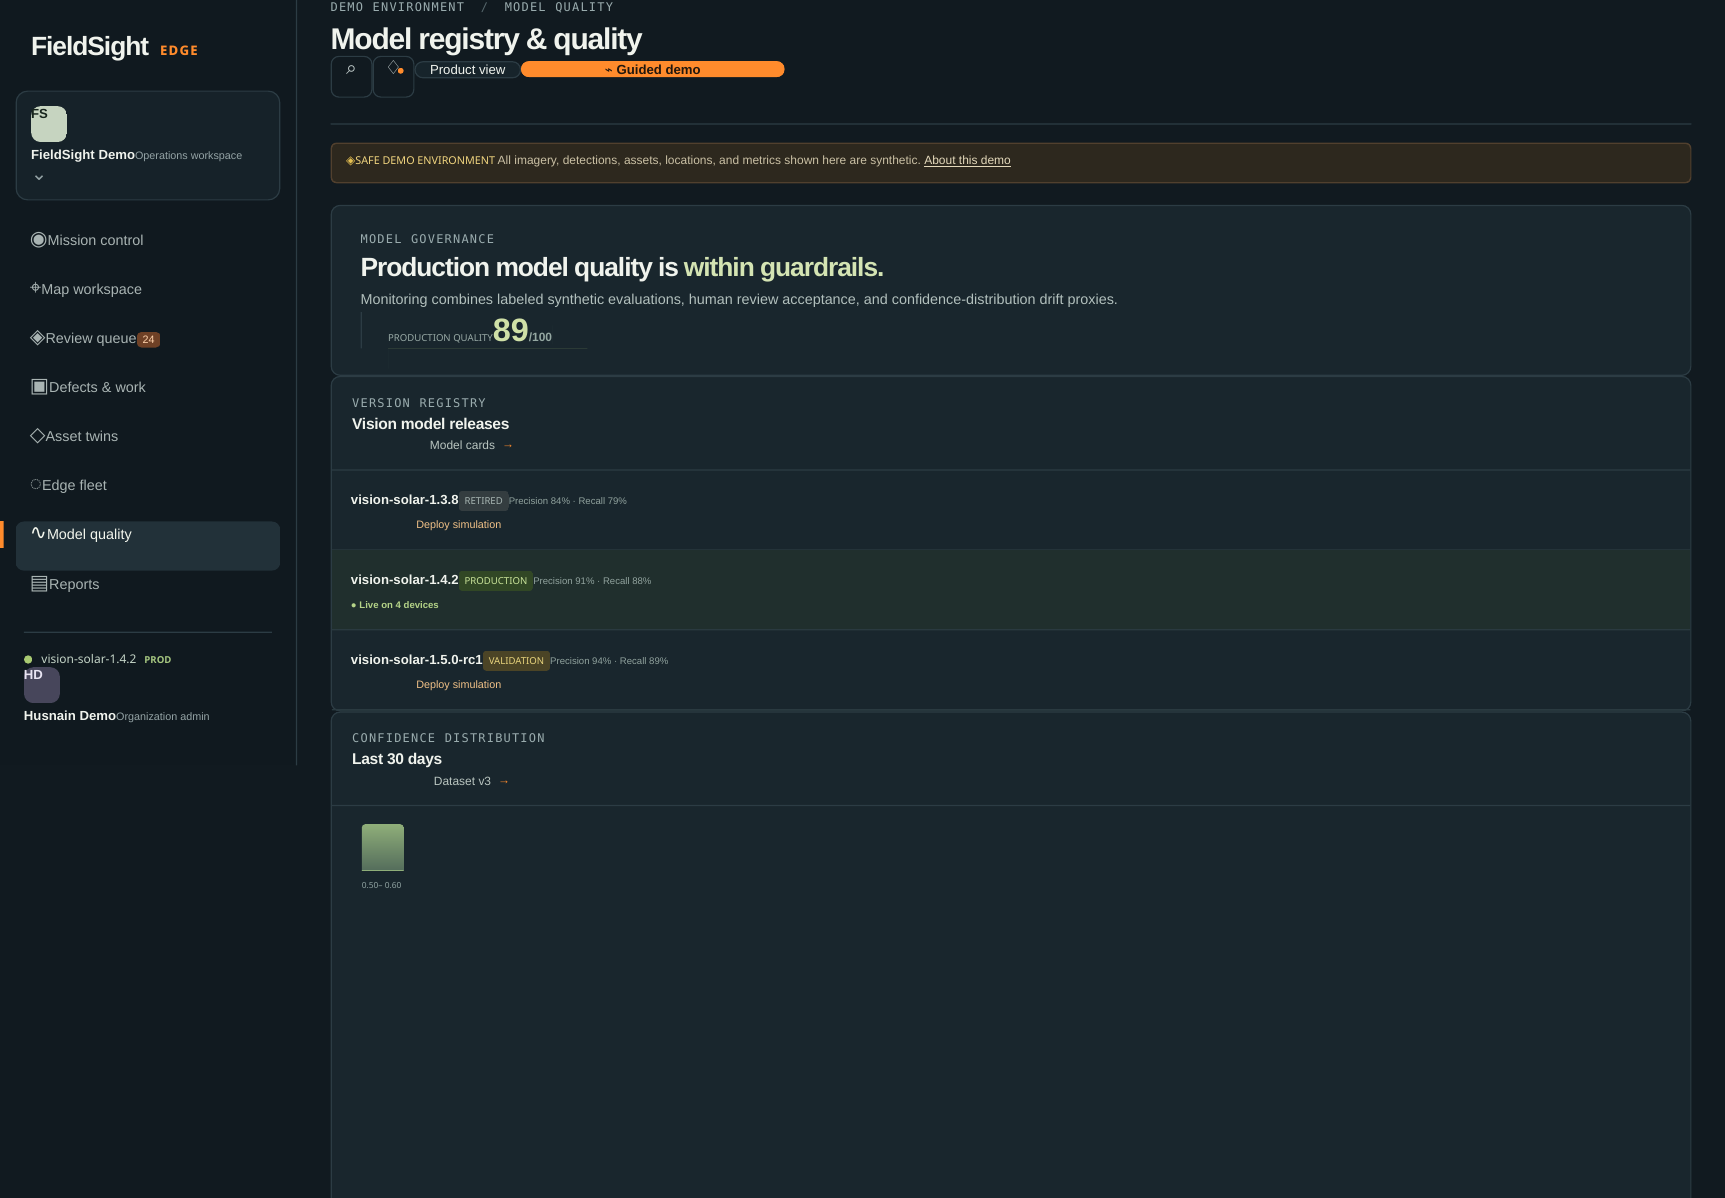 FieldSight EDGE
FS
FieldSight Demo Operations workspace
Mission control
Map workspace
Review queue 24
Defects & work
Asset twins
Edge fleet
Model quality
Reports
vision-solar-1.4.2 PROD
HD
Husnain Demo Organization admin
DEMO ENVIRONMENT / MODEL QUALITY
Model registry & quality
Product view
Guided demo
SAFE DEMO ENVIRONMENT All imagery, detections, assets, locations, and metrics shown here are synthetic. About this demo
MODEL GOVERNANCE
Production model quality is within guardrails.
Monitoring combines labeled synthetic evaluations, human review acceptance, and confidence-distribution drift proxies.
PRODUCTION QUALITY 89/100
VERSION REGISTRY
Vision model releases
Model cards →
vision-solar-1.3.8 RETIRED Precision 84% · Recall 79%
Deploy simulation
vision-solar-1.4.2 PRODUCTION Precision 91% · Recall 88%
● Live on 4 devices
vision-solar-1.5.0-rc1 VALIDATION Precision 94% · Recall 89%
Deploy simulation
CONFIDENCE DISTRIBUTION
Last 30 days
Dataset v3 →
0.50– 0.60